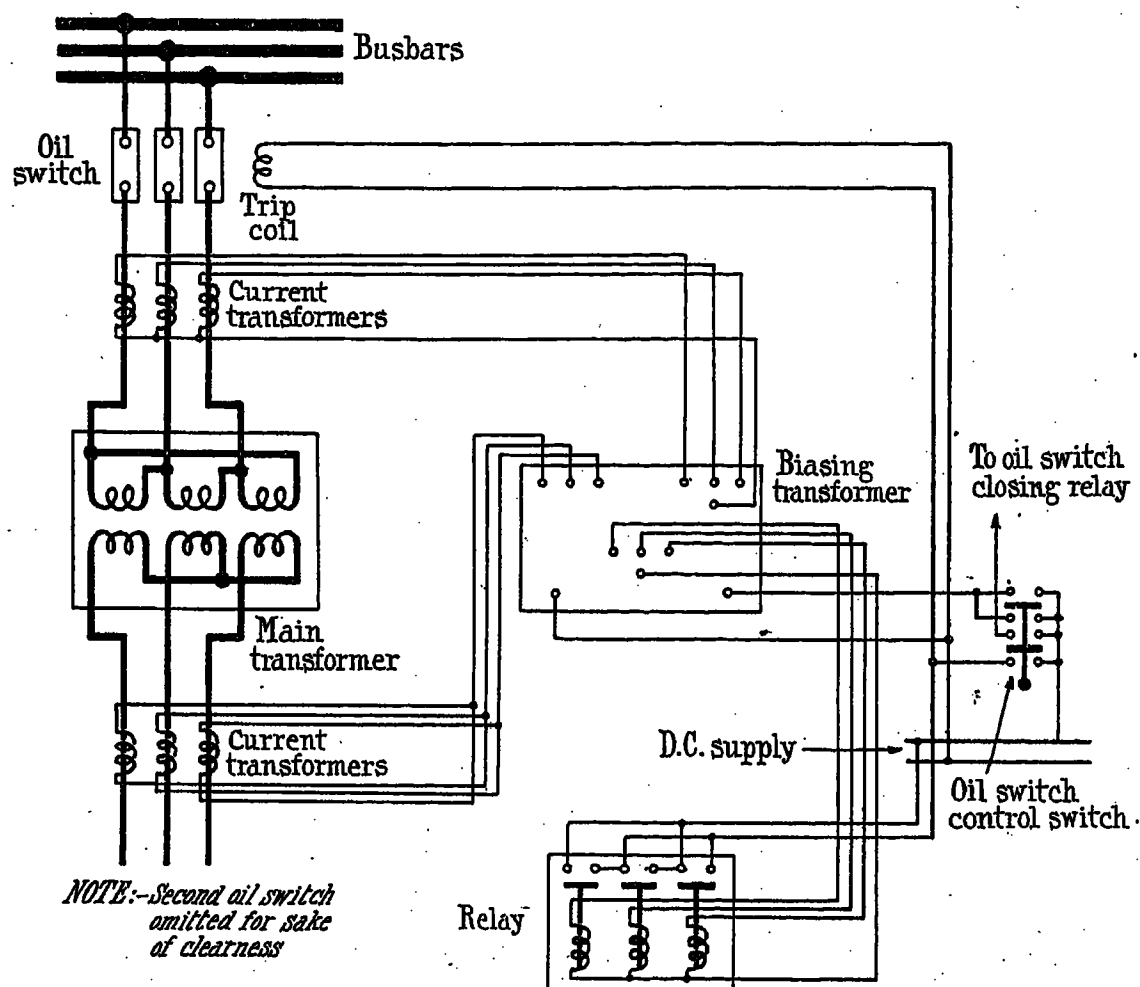 Busbars
Oil
switch
Trip
coil
Current
transformers
Biasing
transformer
To oil switch
closing relay
Main
transformer
Current
transformers
D.C. supply
Oil switch
control switch
NOTE:-Second oil switch
omitted for sake
of clearness
Relay